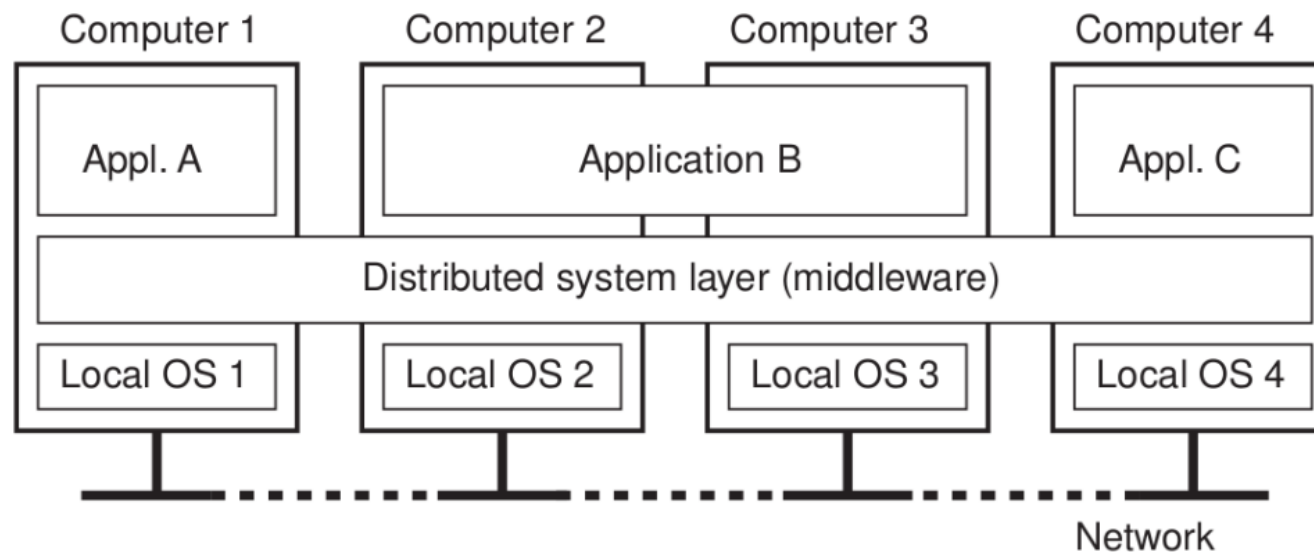 Computer 1
Computer 2
Computer 3
Computer 4
Appl. A
Application B
Appl. C
Distributed system layer (middleware)
Local OS 1
Local OS 2
Local OS 3
Local OS 4
Network